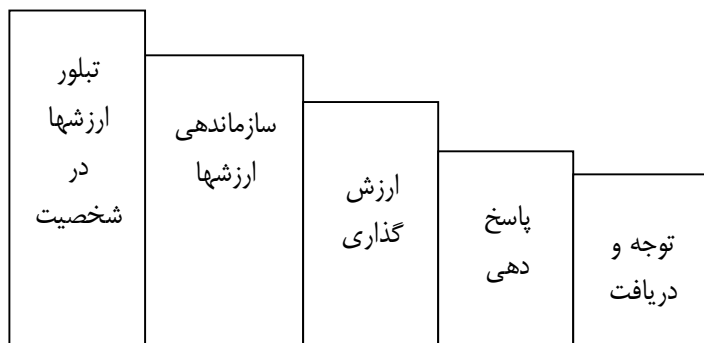 توجه و
دریافت
پاسخ
دهی
ارزش
گذاری
سازماندهی
ارزشها
تبلور
ارزشها
در
شخصیت